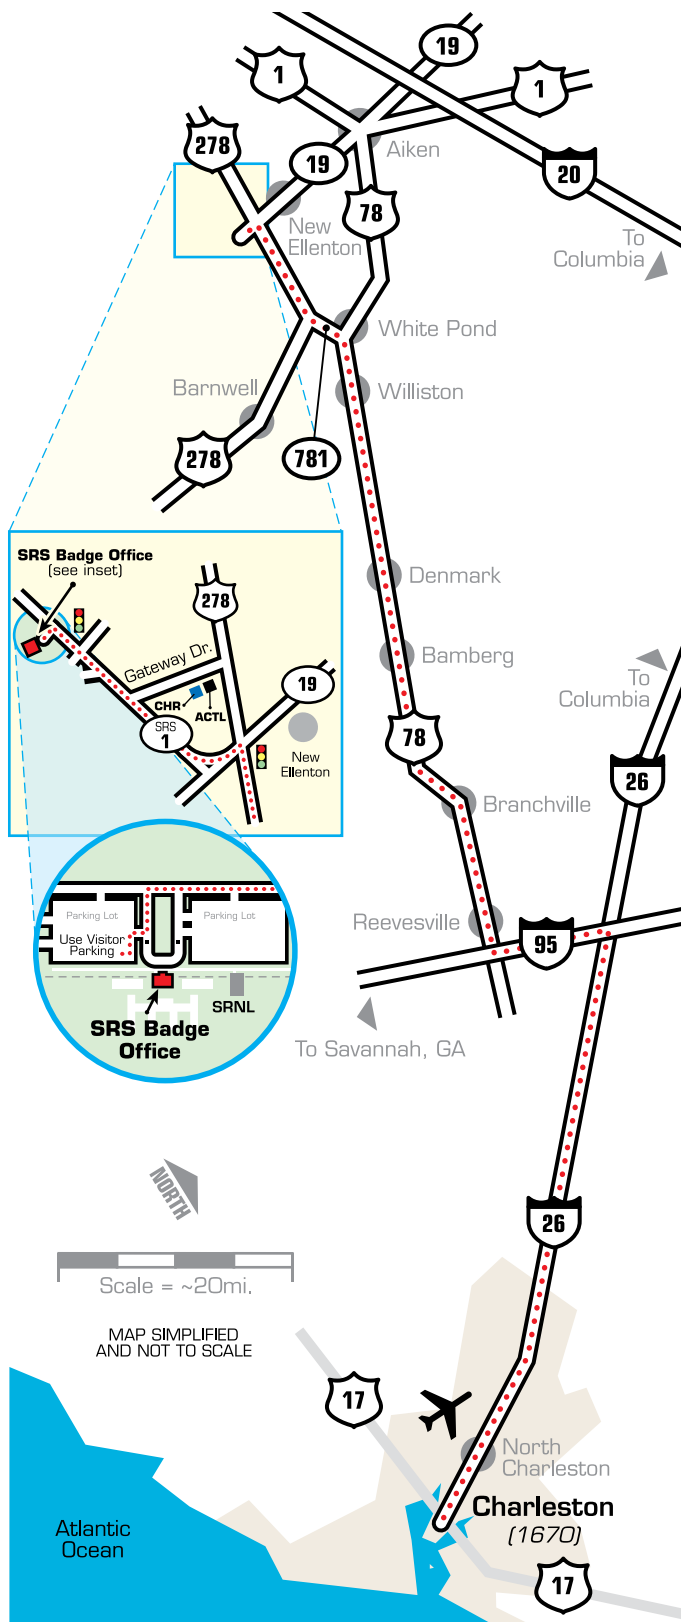 19
1
1
278
Aiken
19
20
78
New
Ellenton
To
Columbia
White Pond
Barnwell
Williston
278
781
SRS Badge Office
(see inset)
278
Denmark
Gateway Dr.
Bamberg
To
Columbia
19
CHR
ACTL
SRS
1
78
New
Ellenton
26
Branchville
Parking Lot
Parking Lot
Use Visitor
Parking
Reevesville
95
SRNL
SRS Badge
Office
To Savannah, GA
NORTH
26
Scale = ~20mi.
MAP SIMPLIFIED
AND NOT TO SCALE
17
North
Charleston
Charleston
(1670)
Atlantic
Ocean
17